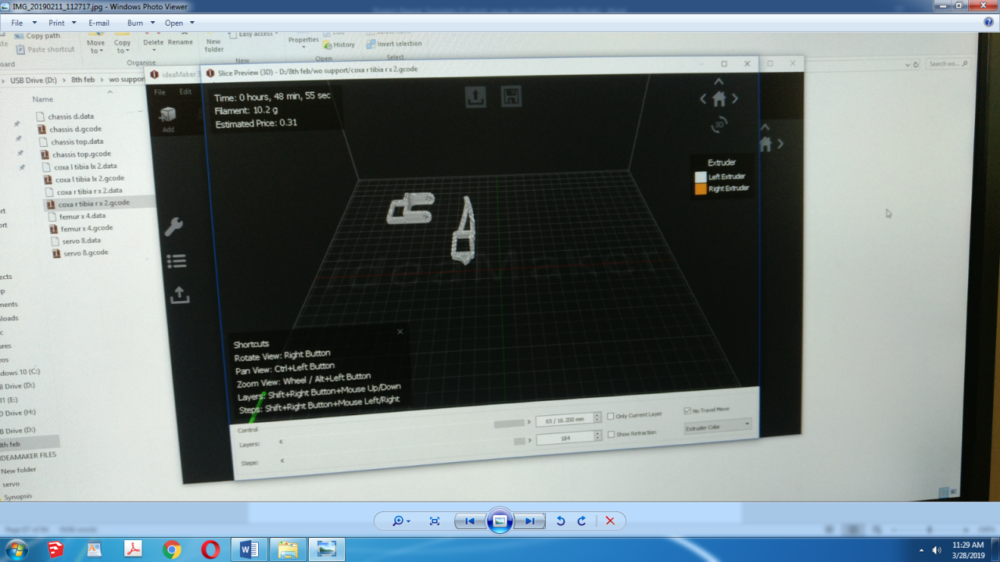 IMG_20190211_112717.jpg - Windows Photo Viewer
File Print E-mail Burn Open
Copy path
Paste shortcut
Move to
Copy to
Delete
Rename
New folder
Easy access
Properties
History
Invert selection
Organise
New
Open
Select
USB Drive (D:) > 8th feb > wo support
Name
chassis d.data
chassis d.gcode
chassis top.data
chassis top.gcode
coxa l tibia lx 2.data
coxa l tibia lx 2.gcode
coxa r tibia r x 2.data
coxa r tibia r x 2.gcode
femur x 4.data
femur x 4.gcode
servo 8.data
servo 8.gcode
ideaMaker
File Edit
Add
Slice Preview (3D) - D:/8th feb/wo support/coxa r tibia r x 2.gcode
Time: 0 hours, 48 min, 55 sec
Filament: 10.2 g
Estimated Price: 0.31
3D
Extruder
Left Extruder
Right Extruder
Shortcuts
Rotate View: Right Button
Pan View: Ctrl+Left Button
Zoom View: Wheel / Alt+Left Button
Layers: Shift+Right Button+Mouse Up/Down
Steps: Shift+Right Button+Mouse Left/Right
Control
Layers:
65 / 16.200 mm
Only Current Layer
No Travel Move
Steps:
184
Show Retraction
Extruder Color
(E:)
(H:)
8th feb
IDEAMAKER FILES
New folder
servo
Synopsis
11:29 AM
3/28/2019